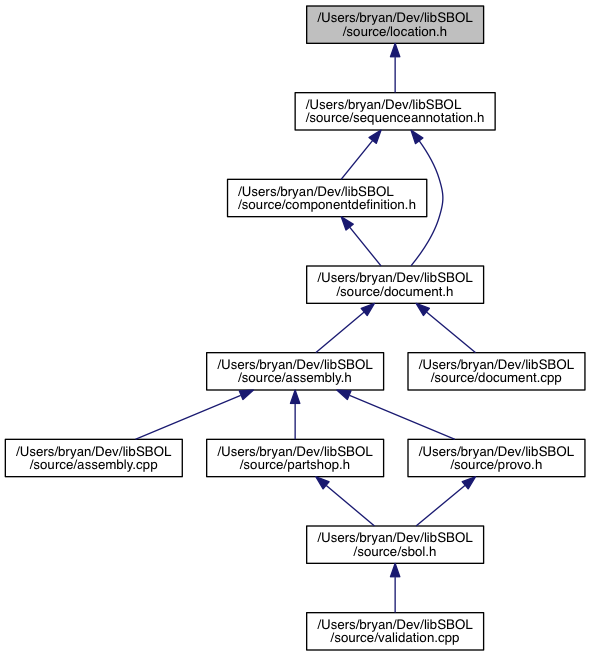 /Users/bryan/Dev/libSBOL
/source/location.h
/Users/bryan/Dev/libSBOL
/source/sequenceannotation.h
/Users/bryan/Dev/libSBOL
/source/componentdefinition.h
/Users/bryan/Dev/libSBOL
/source/document.h
/Users/bryan/Dev/libSBOL
/source/assembly.h
/Users/bryan/Dev/libSBOL
/source/document.cpp
/Users/bryan/Dev/libSBOL
/source/assembly.cpp
/Users/bryan/Dev/libSBOL
/source/partshop.h
/Users/bryan/Dev/libSBOL
/source/provo.h
/Users/bryan/Dev/libSBOL
/source/sbol.h
/Users/bryan/Dev/libSBOL
/source/validation.cpp